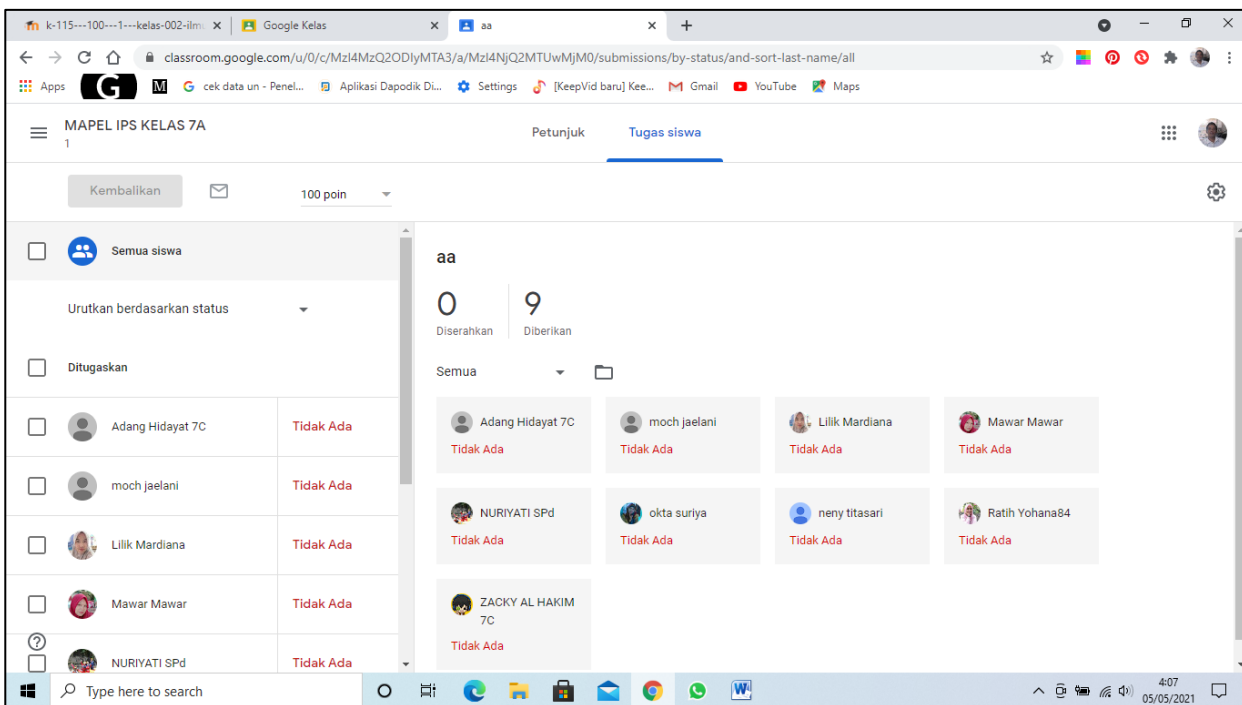 k-115---100---1---kelas-002-ilmu
Google Kelas
aa
classroom.google.com/u/0/c/MzI4MzQ2ODIyMTA3/a/MzI4NjQ2MTUwMjM0/submissions/by-status/and-sort-last-name/all
Apps G M cek data un - Penel... Aplikasi Dapodik Di... Settings [KeepVid baru] Kee... Gmail YouTube Maps
MAPEL IPS KELAS 7A
1
Petunjuk
Tugas siswa
Kembalikan
100 poin
Semua siswa
Urutkan berdasarkan status
Ditugaskan
Adang Hidayat 7C Tidak Ada
moch jaelani Tidak Ada
Lilik Mardiana Tidak Ada
Mawar Mawar Tidak Ada
NURIYATI SPd Tidak Ada
aa
0 9
Diserahkan Diberikan
Semua
Adang Hidayat 7C
Tidak Ada
moch jaelani
Tidak Ada
Lilik Mardiana
Tidak Ada
Mawar Mawar
Tidak Ada
NURIYATI SPd
Tidak Ada
okta suriya
Tidak Ada
neny titasari
Tidak Ada
Ratih Yohana84
Tidak Ada
ZACKY AL HAKIM
7C
Tidak Ada
Type here to search
4:07
05/05/2021